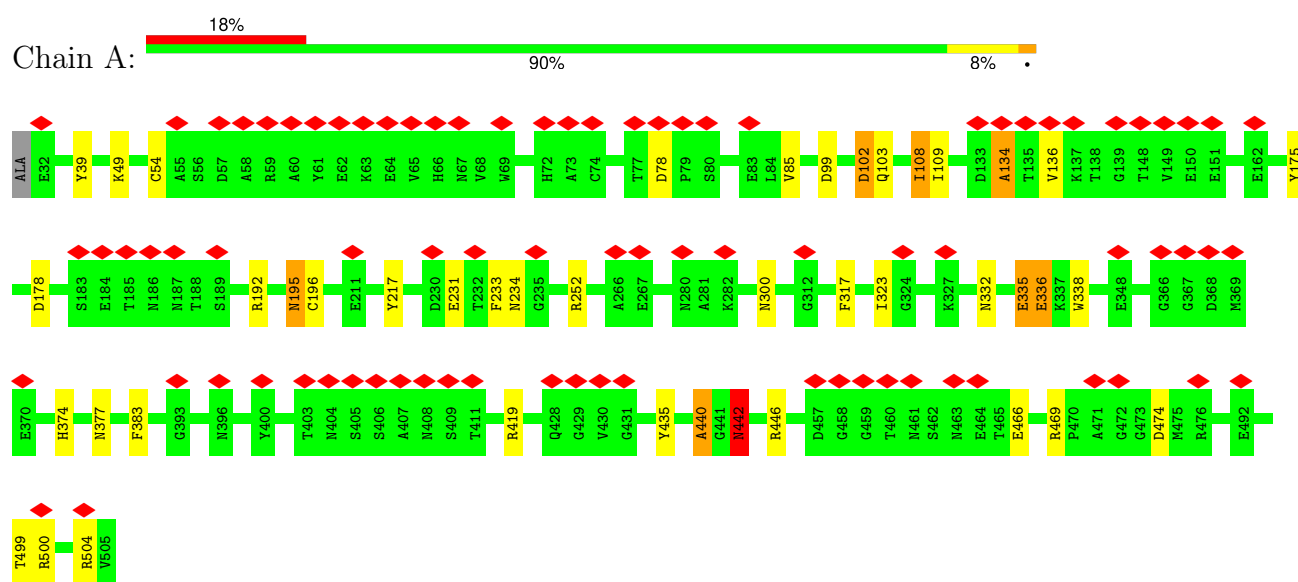 18%
Chain A:
90% 8% •
ALA E32 Y39 K49 C54 A55 S56 D57 A58 R59 A60 Y61 E62 K63 E64 V65 H66 N67 V68 W69 H72 A73 C74 T77 D78 P79 S80 E83 L84 V85 D99 D102 Q103 I108 I109 D133 A134 T135 V136 K137 T138 G139 T148 V149 E150 E151 E162 Y175
D178 S183 E184 T185 N186 N187 T188 S189 R192 N195 C196 E211 Y217 D230 E231 T232 F233 N234 G235 R252 A266 E267 N280 A281 K282 N300 G312 F317 I323 G324 K327 N332 E335 E336 K337 W338 E348 G366 G367 D368 M369
E370 H374 N377 F383 G393 N396 Y400 T403 N404 S405 S406 A407 N408 S409 T411 R419 Q428 G429 V430 G431 Y435 A440 G441 N442 R446 D457 G458 G459 T460 N461 S462 N463 E464 T465 E466 R469 P470 A471 G472 G473 D474 M475 R476 E492
T499 R500 R504 V505